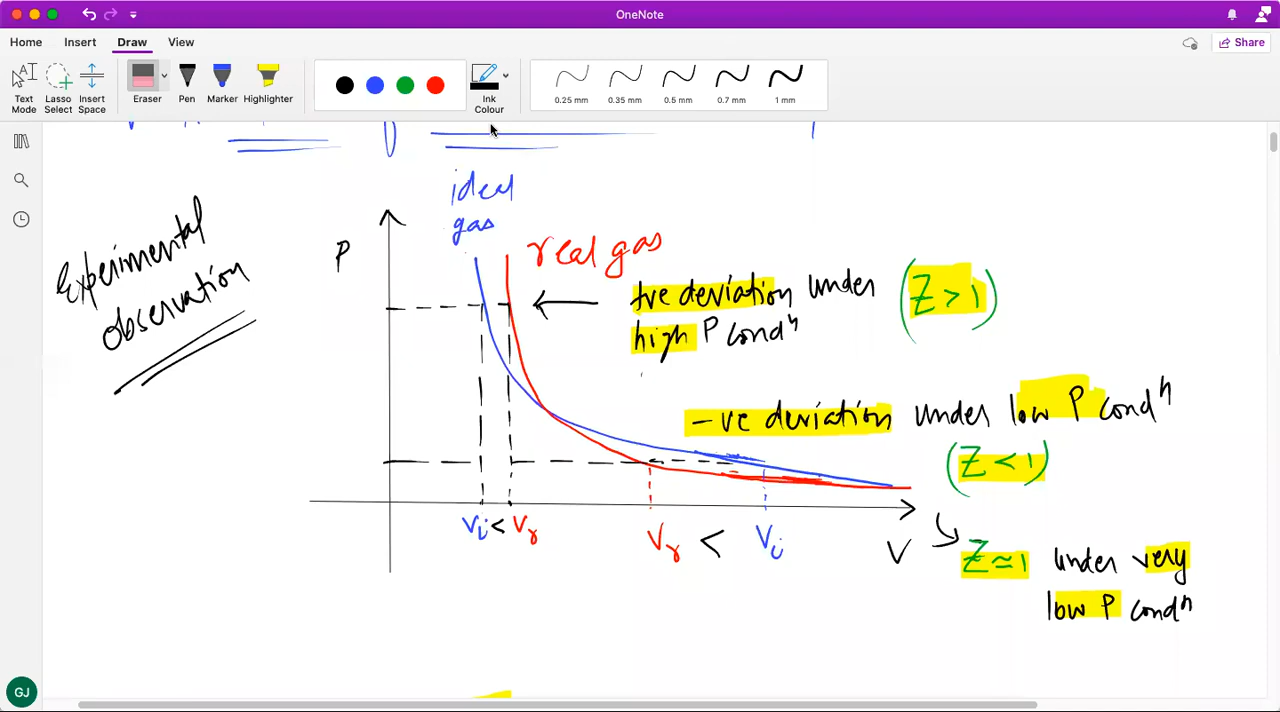 OneNote
Home Insert Draw View
Share
Text Mode
Lasso Select
Insert Space
Eraser
Pen
Marker
Highlighter
Ink Colour
0.25 mm
0.35 mm
0.5 mm
0.7 mm
1 mm
Experimental
observation
ideal
gas
P
real gas
+ve deviation under
high P condⁿ
(Z > 1)
-ve deviation under low P condⁿ
(Z < 1)
Vi < Vr
Vr < Vi
V
Z ≃ 1 under very
low P condⁿ
GJ